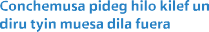 Conchemusa pideg hilo kilef un
diru tyin muesa dila fuera